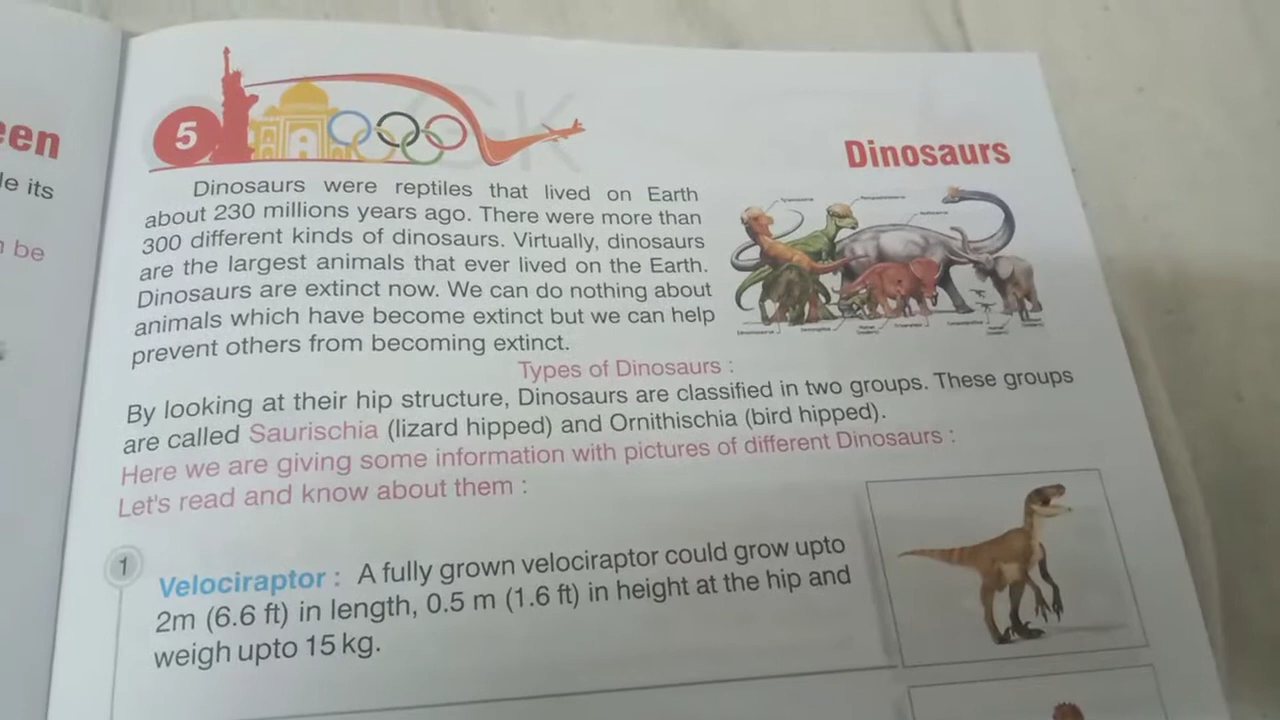 een
le its
be
5
GK
Dinosaurs
Dinosaurs were reptiles that lived on Earth
about 230 millions years ago. There were more than
300 different kinds of dinosaurs. Virtually, dinosaurs
are the largest animals that ever lived on the Earth.
Dinosaurs are extinct now. We can do nothing about
animals which have become extinct but we can help
prevent others from becoming extinct.
Types of Dinosaurs :
By looking at their hip structure, Dinosaurs are classified in two groups. These groups
are called Saurischia (lizard hipped) and Ornithischia (bird hipped).
Here we are giving some information with pictures of different Dinosaurs :
Let's read and know about them :
1
Velociraptor : A fully grown velociraptor could grow upto
2m (6.6 ft) in length, 0.5 m (1.6 ft) in height at the hip and
weigh upto 15 kg.